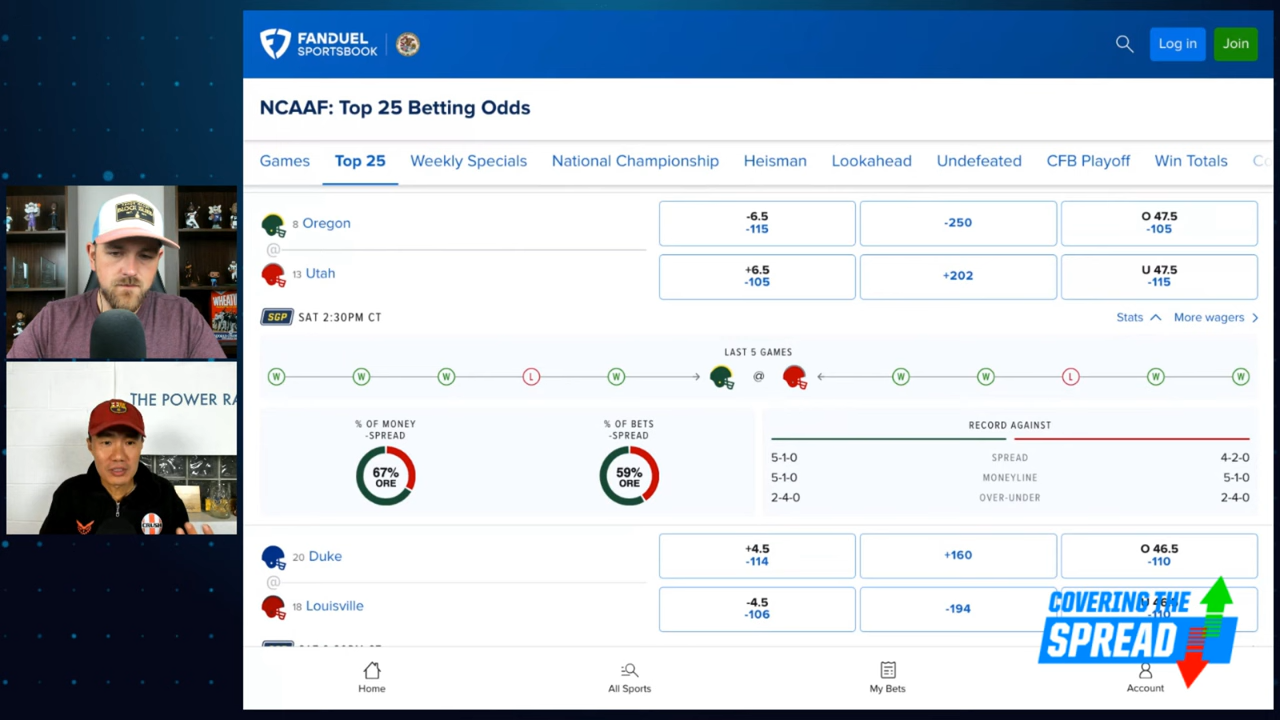 FANDUEL
SPORTSBOOK
Log in
Join
NCAAF: Top 25 Betting Odds
Games
Top 25
Weekly Specials
National Championship
Heisman
Lookahead
Undefeated
CFB Playoff
Win Totals
Co
8 Oregon
-6.5
-115
-250
O 47.5
-105
@
13 Utah
+6.5
-105
+202
U 47.5
-115
SGP
SAT 2:30PM CT
Stats
More wagers
LAST 5 GAMES
W W W L W @ W W L W W
% OF MONEY
-SPREAD
67%
ORE
% OF BETS
-SPREAD
59%
ORE
RECORD AGAINST
5-1-0 SPREAD 4-2-0
5-1-0 MONEYLINE 5-1-0
2-4-0 OVER-UNDER 2-4-0
20 Duke
+4.5
-114
+160
O 46.5
-110
@
18 Louisville
-4.5
-106
-194
COVERING THE
SPREAD
Home
All Sports
My Bets
Account
THE POWER RA